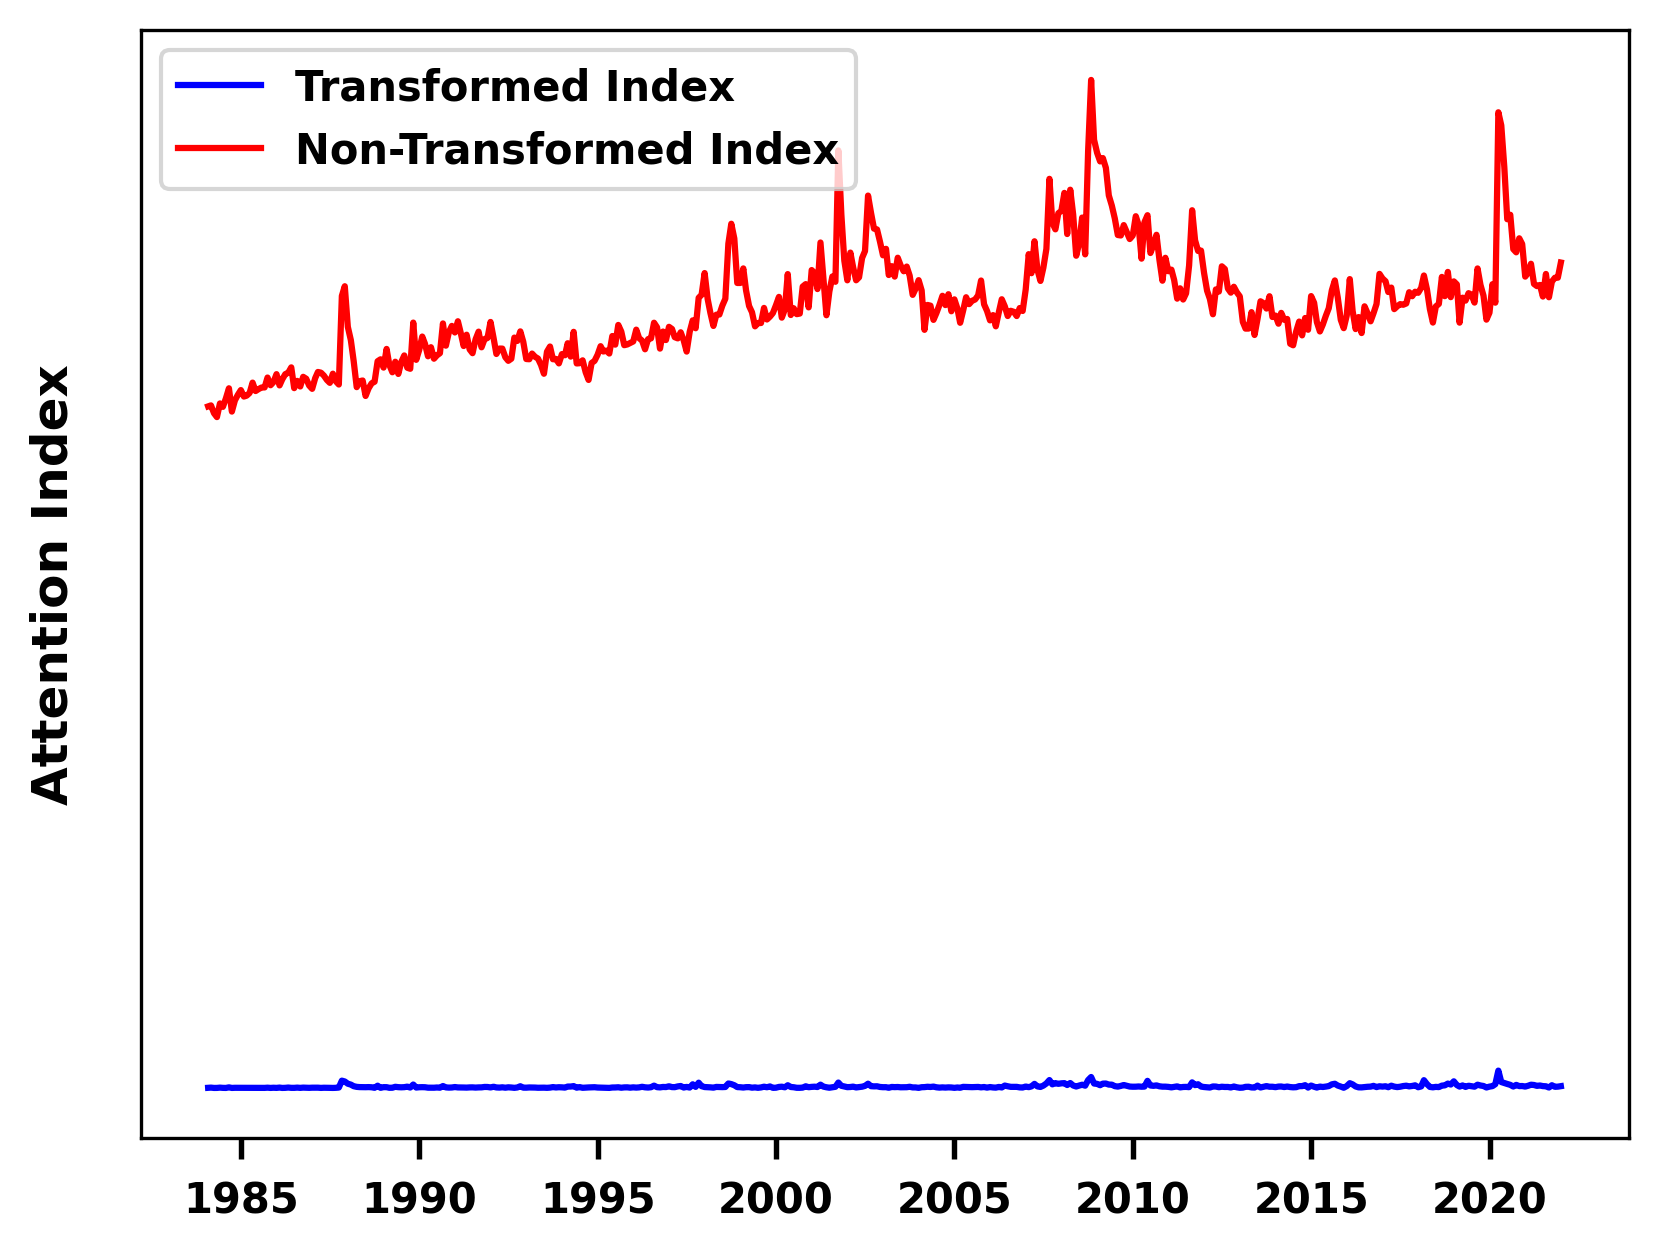 Transformed Index
Non-Transformed Index
Attention Index
1985 1990 1995 2000 2005 2010 2015 2020